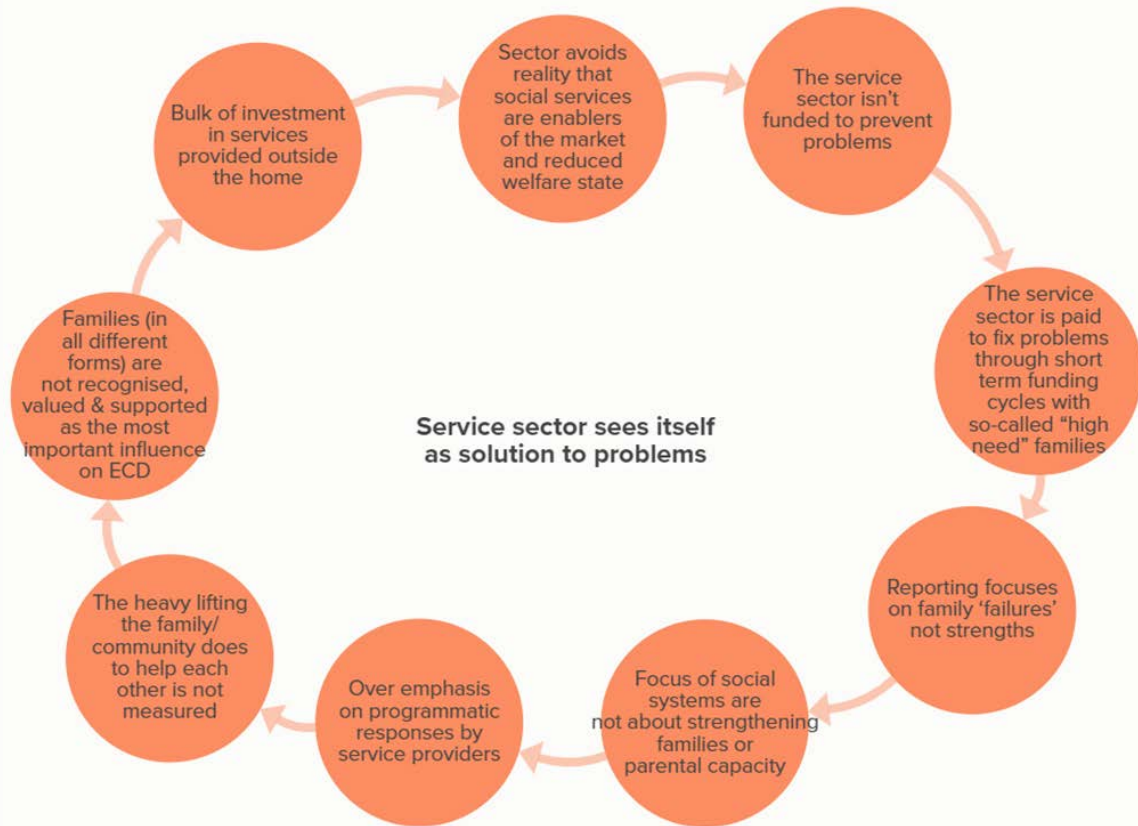 Sector avoids
reality that
social services
are enablers
of the market
and reduced
welfare state
The service
sector isn't
funded to prevent
problems
The service
sector is paid
to fix problems
through short
term funding
cycles with
so-called “high
need” families
Reporting focuses
on family ‘failures’
not strengths
Focus of social
systems are
not about strengthening
families or
parental capacity
Over emphasis
on programmatic
responses by
service providers
The heavy lifting
the family/
community does
to help each
other is not
measured
Families (in
all different
forms) are
not recognised,
valued & supported
as the most
important influence
on ECD
Bulk of investment
in services
provided outside
the home
Service sector sees itself
as solution to problems